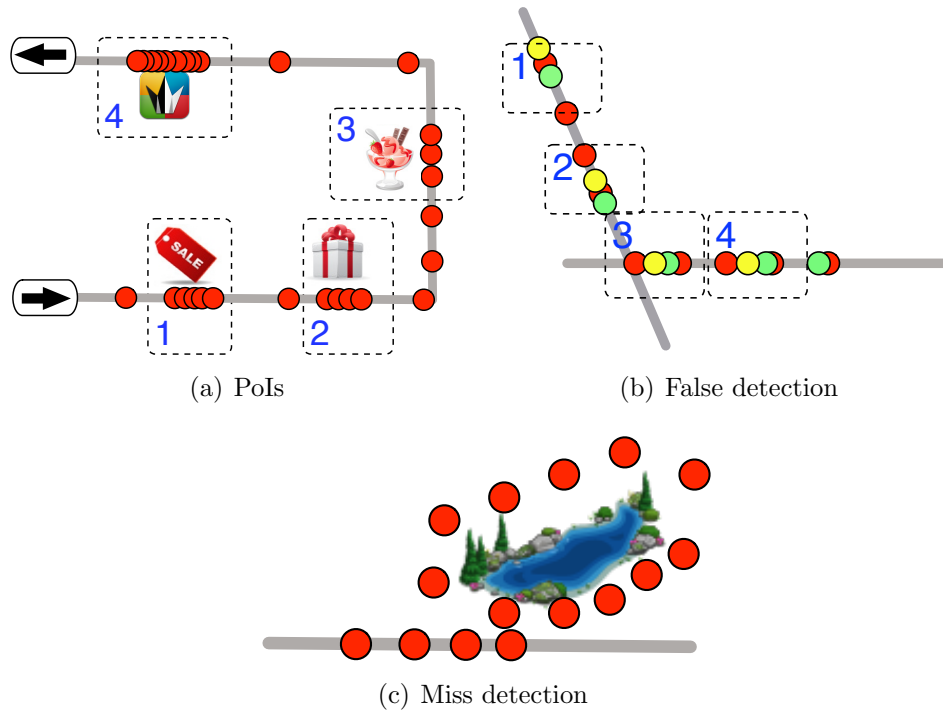 4
3
SALE
1
2
(a) PoIs
1
2
3
4
(b) False detection
(c) Miss detection